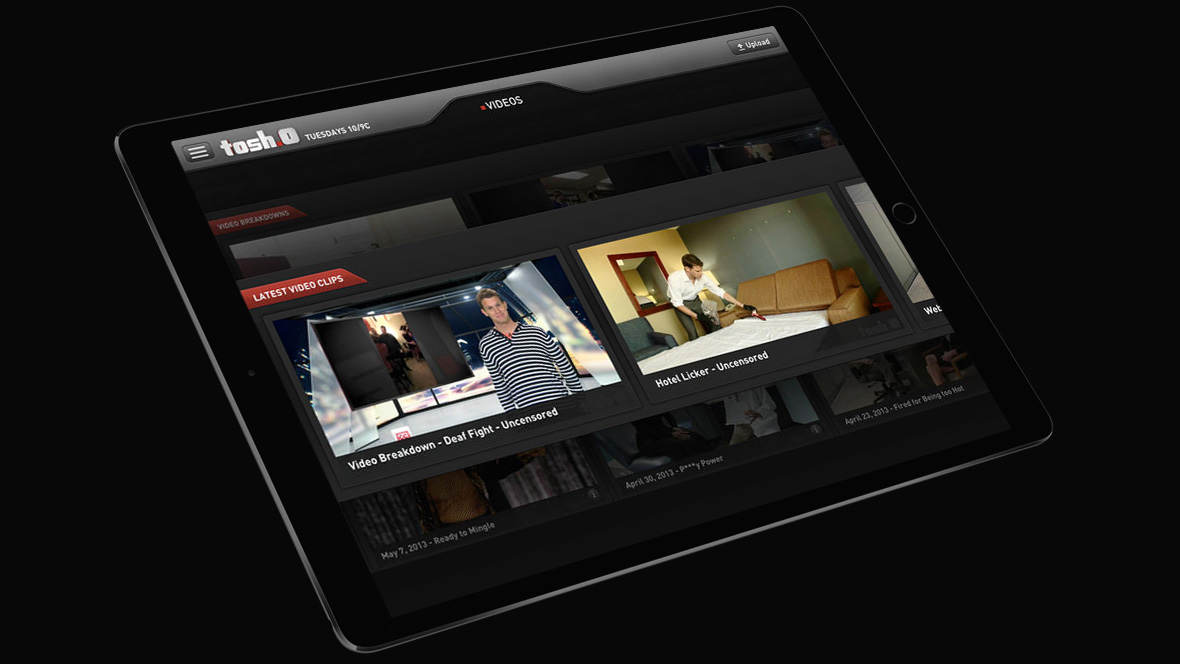 Upload
VIDEOS
tosh.0 TUESDAYS 10/9C
VIDEO BREAKDOWNS
LATEST VIDEO CLIPS
Video Breakdown - Deaf Fight - Uncensored
Hotel Licker - Uncensored
Wet
May 7, 2013 - Ready to Mingle
April 30, 2013 - P***y Power
April 23, 2013 - Fired for Being too Hot